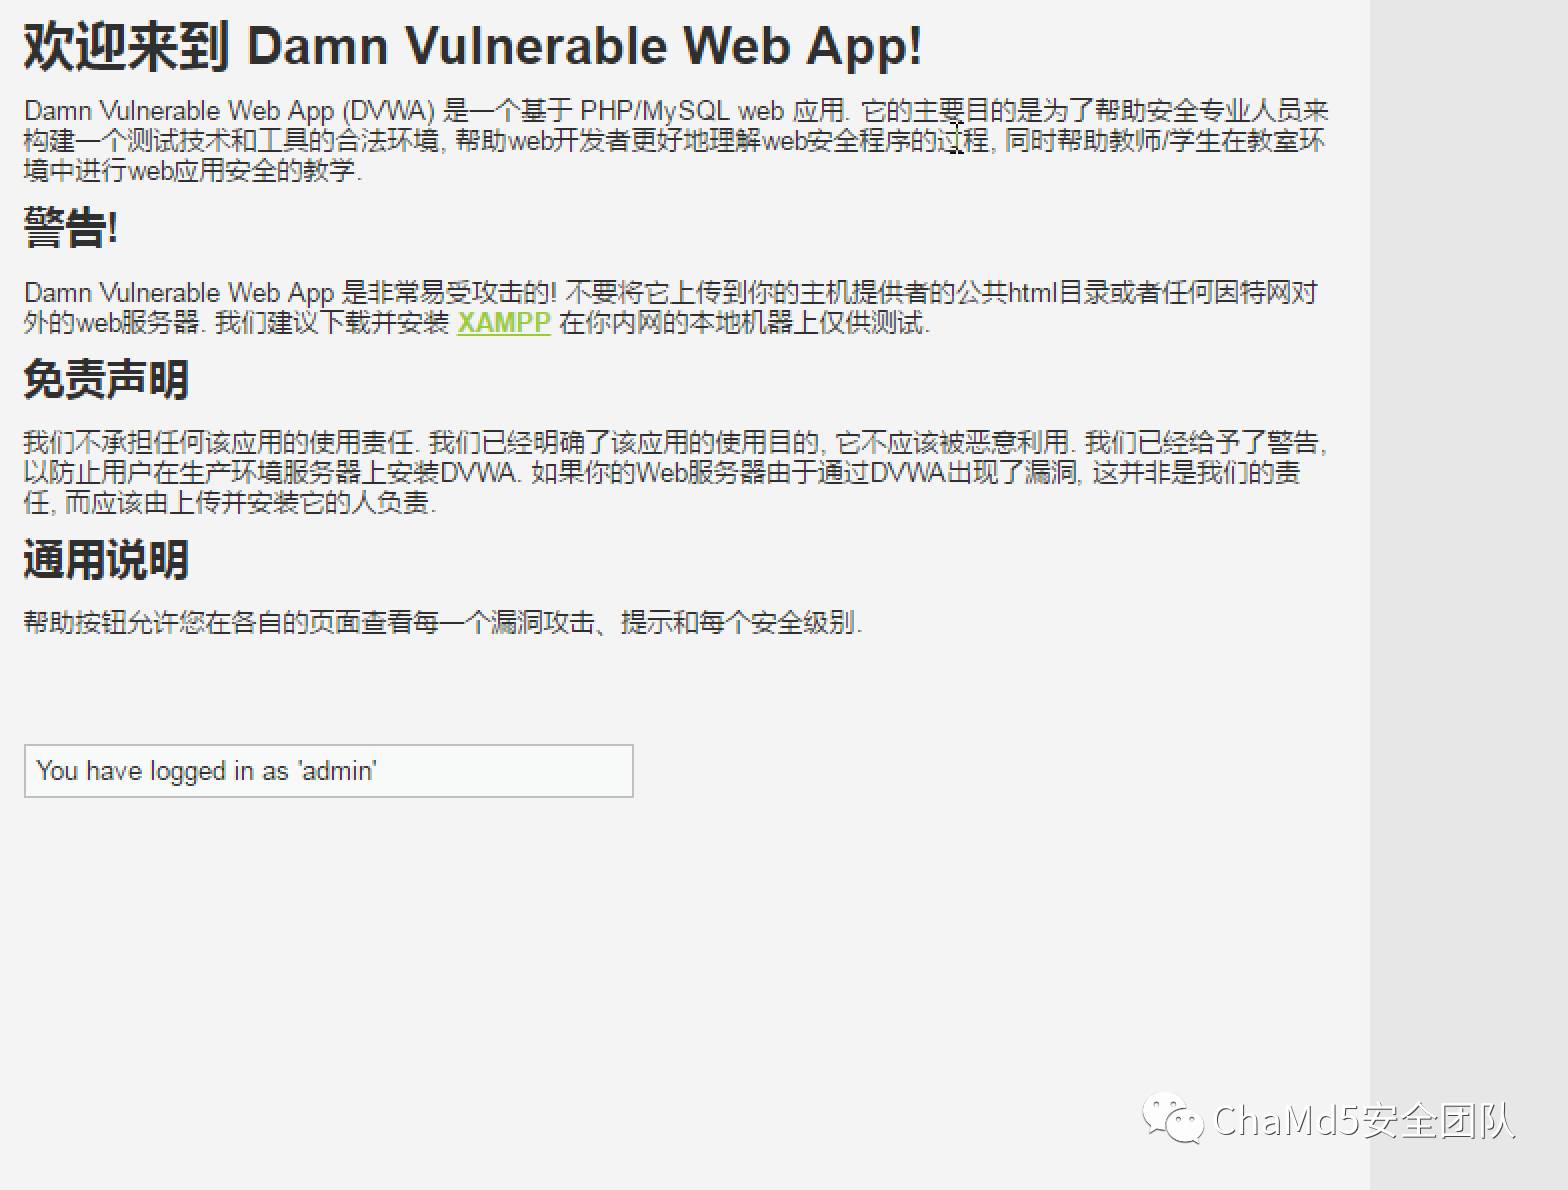 欢迎来到 Damn Vulnerable Web App!
Damn Vulnerable Web App (DVWA) 是一个基于 PHP/MySQL web 应用. 它的主要目的是为了帮助安全专业人员来
构建一个测试技术和工具的合法环境, 帮助web开发者更好地理解web安全程序的过程, 同时帮助教师/学生在教室环
境中进行web应用安全的教学.
警告!
Damn Vulnerable Web App 是非常易受攻击的! 不要将它上传到你的主机提供者的公共html目录或者任何因特网对
外的web服务器. 我们建议下载并安装 XAMPP 在你内网的本地机器上仅供测试.
免责声明
我们不承担任何该应用的使用责任. 我们已经明确了该应用的使用目的, 它不应该被恶意利用. 我们已经给予了警告,
以防止用户在生产环境服务器上安装DVWA. 如果你的Web服务器由于通过DVWA出现了漏洞, 这并非是我们的责
任, 而应该由上传并安装它的人负责.
通用说明
帮助按钮允许您在各自的页面查看每一个漏洞攻击、提示和每个安全级别.
You have logged in as 'admin'
ChaMd5安全团队